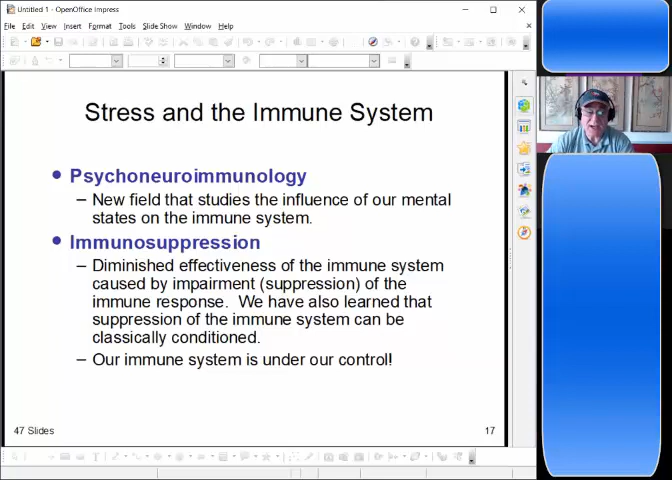 Untitled 1 - OpenOffice Impress
File Edit View Insert Format Tools Slide Show Window Help
Stress and the Immune System
• Psychoneuroimmunology
– New field that studies the influence of our mental
states on the immune system.
• Immunosuppression
– Diminished effectiveness of the immune system
caused by impairment (suppression) of the
immune response. We have also learned that
suppression of the immune system can be
classically conditioned.
– Our immune system is under our control!
47 Slides
17